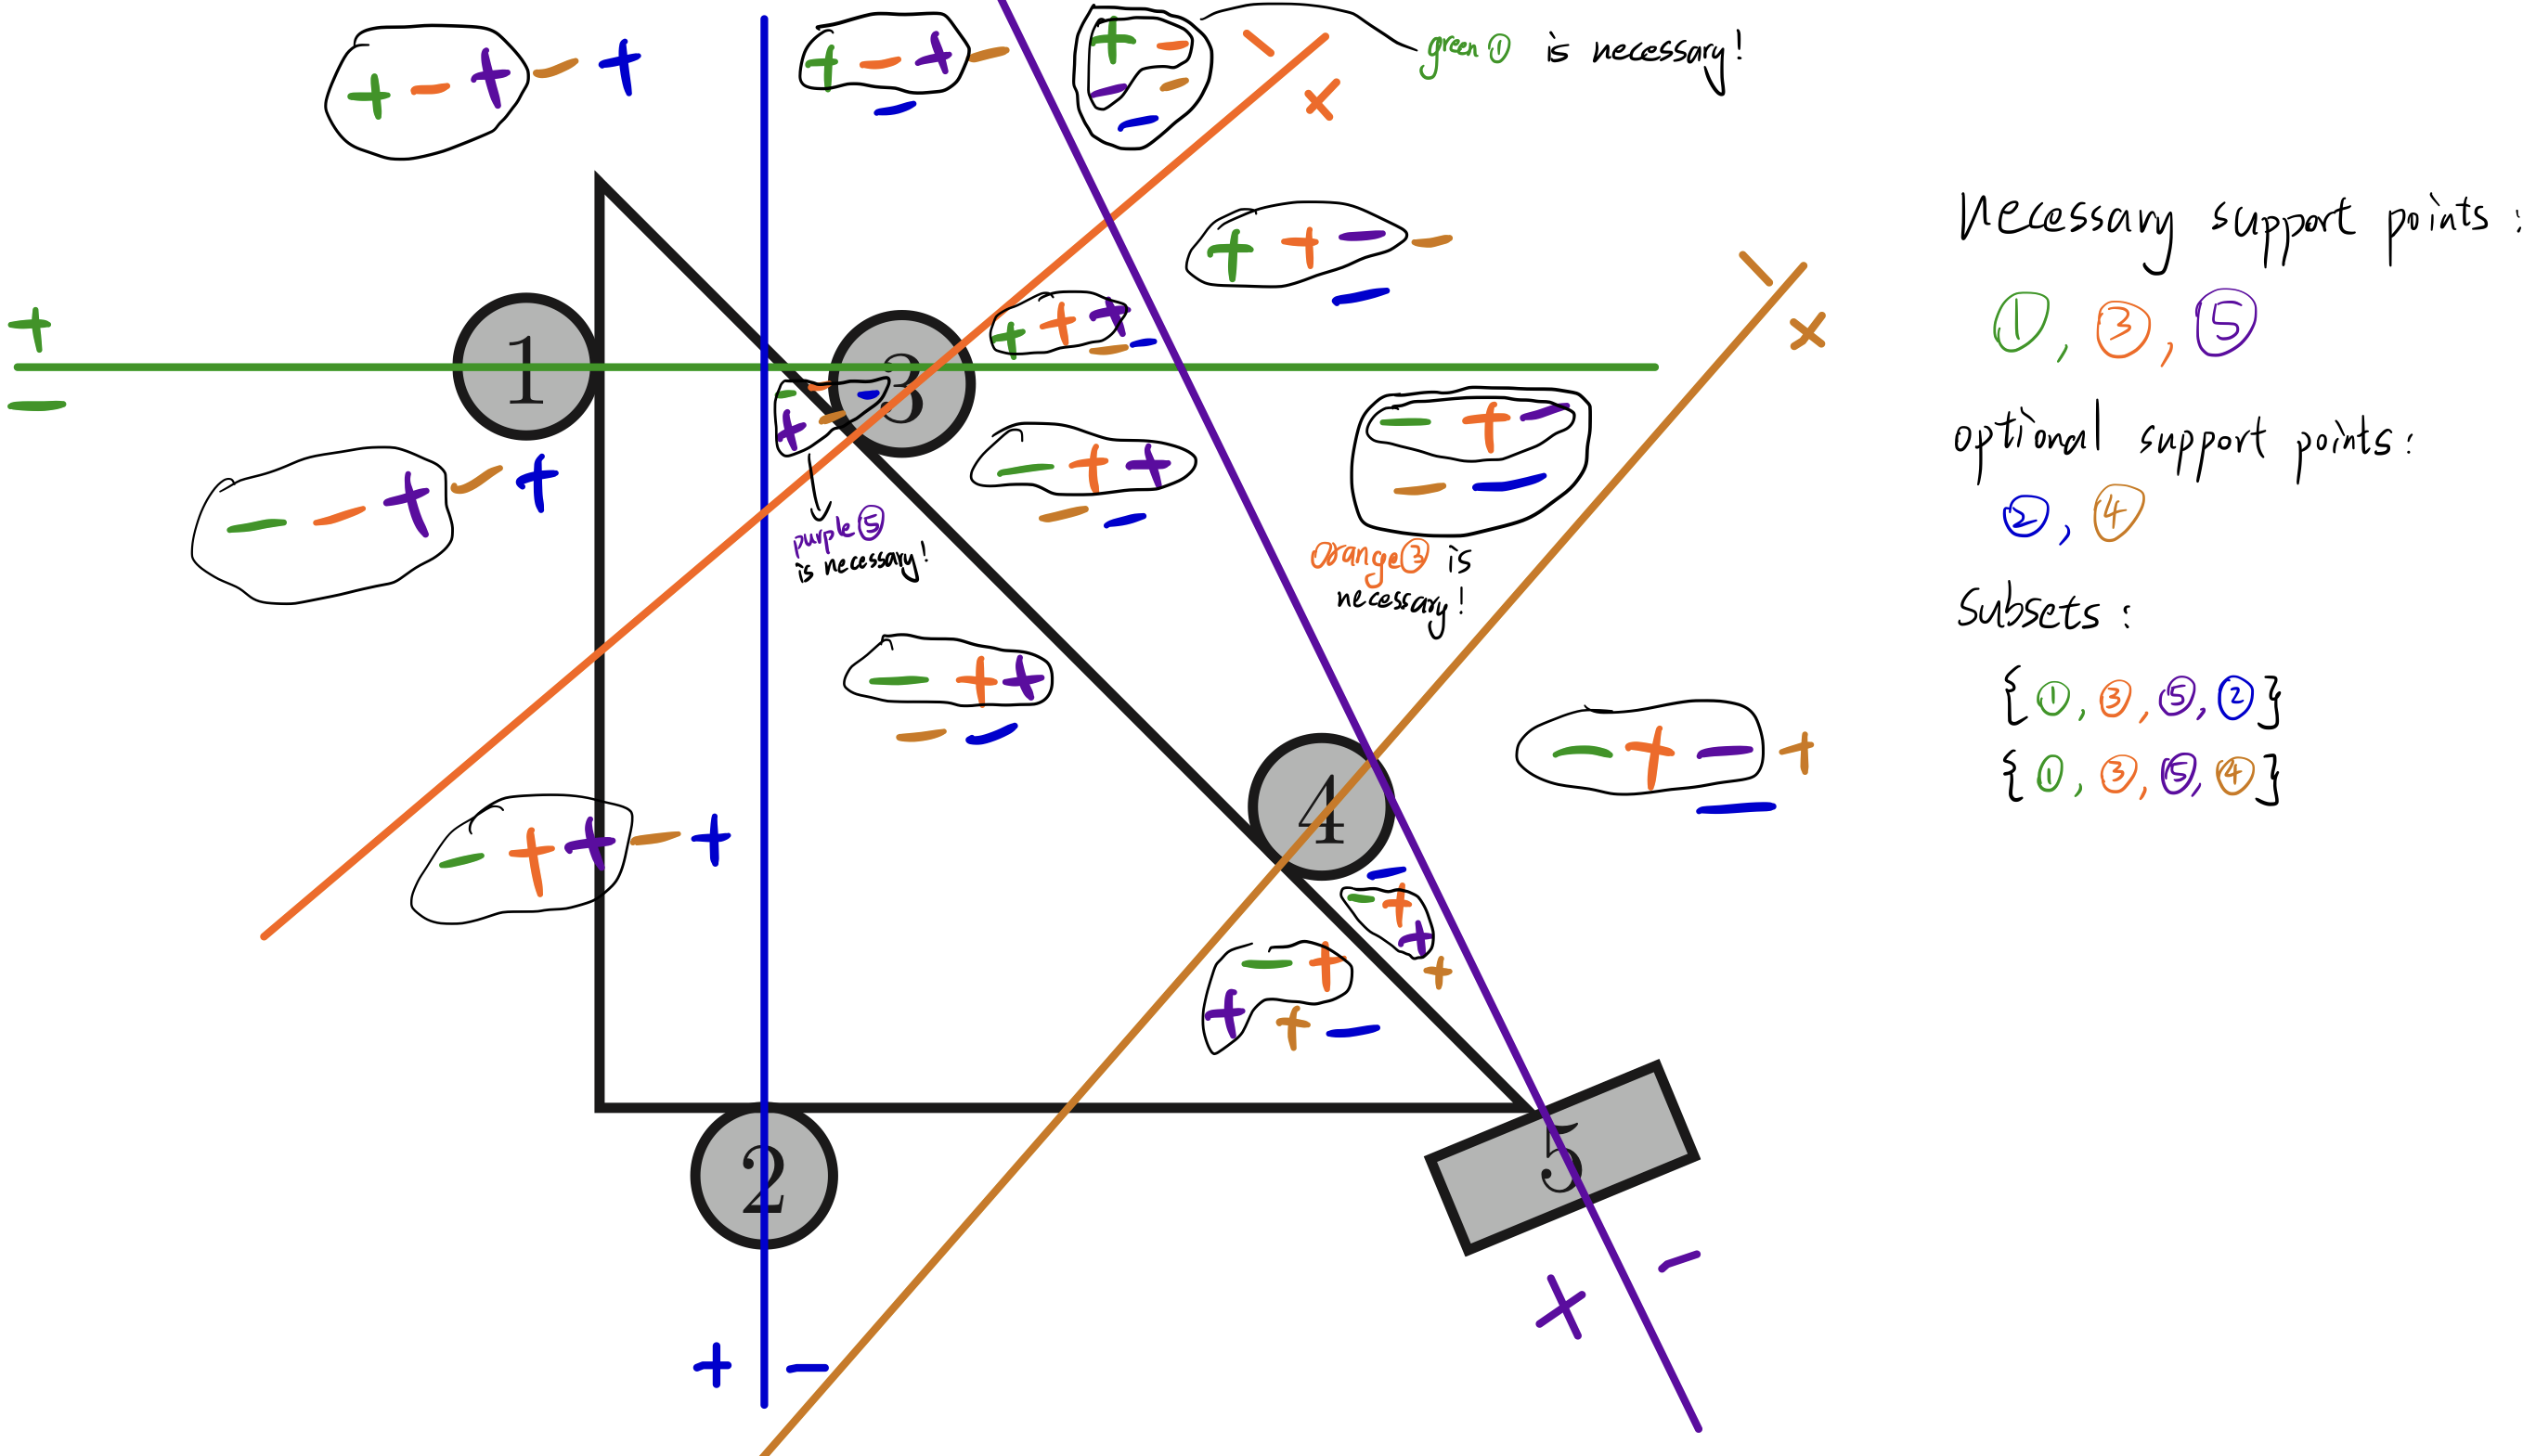 green ① is necessary!
Necessary support points:
①, ③, ⑤
optional support points:
②, ④
Subsets:
{①, ③, ⑤, ②}
{①, ③, ⑤, ④}
+ - + - +
+ - + -
-
+ -
- -
-
-
+
+
-
+ + - -
-
+ + +
- -
1
3
- -
+ - -
- + +
- -
- + -
- -
-
+
- - + - +
purple ⑤
is necessary!
orange ③ is
necessary!
- + +
- -
- + - +
-
- + + - +
4
-
- +
+
+
- +
+ + -
2
5
+ -
+ -